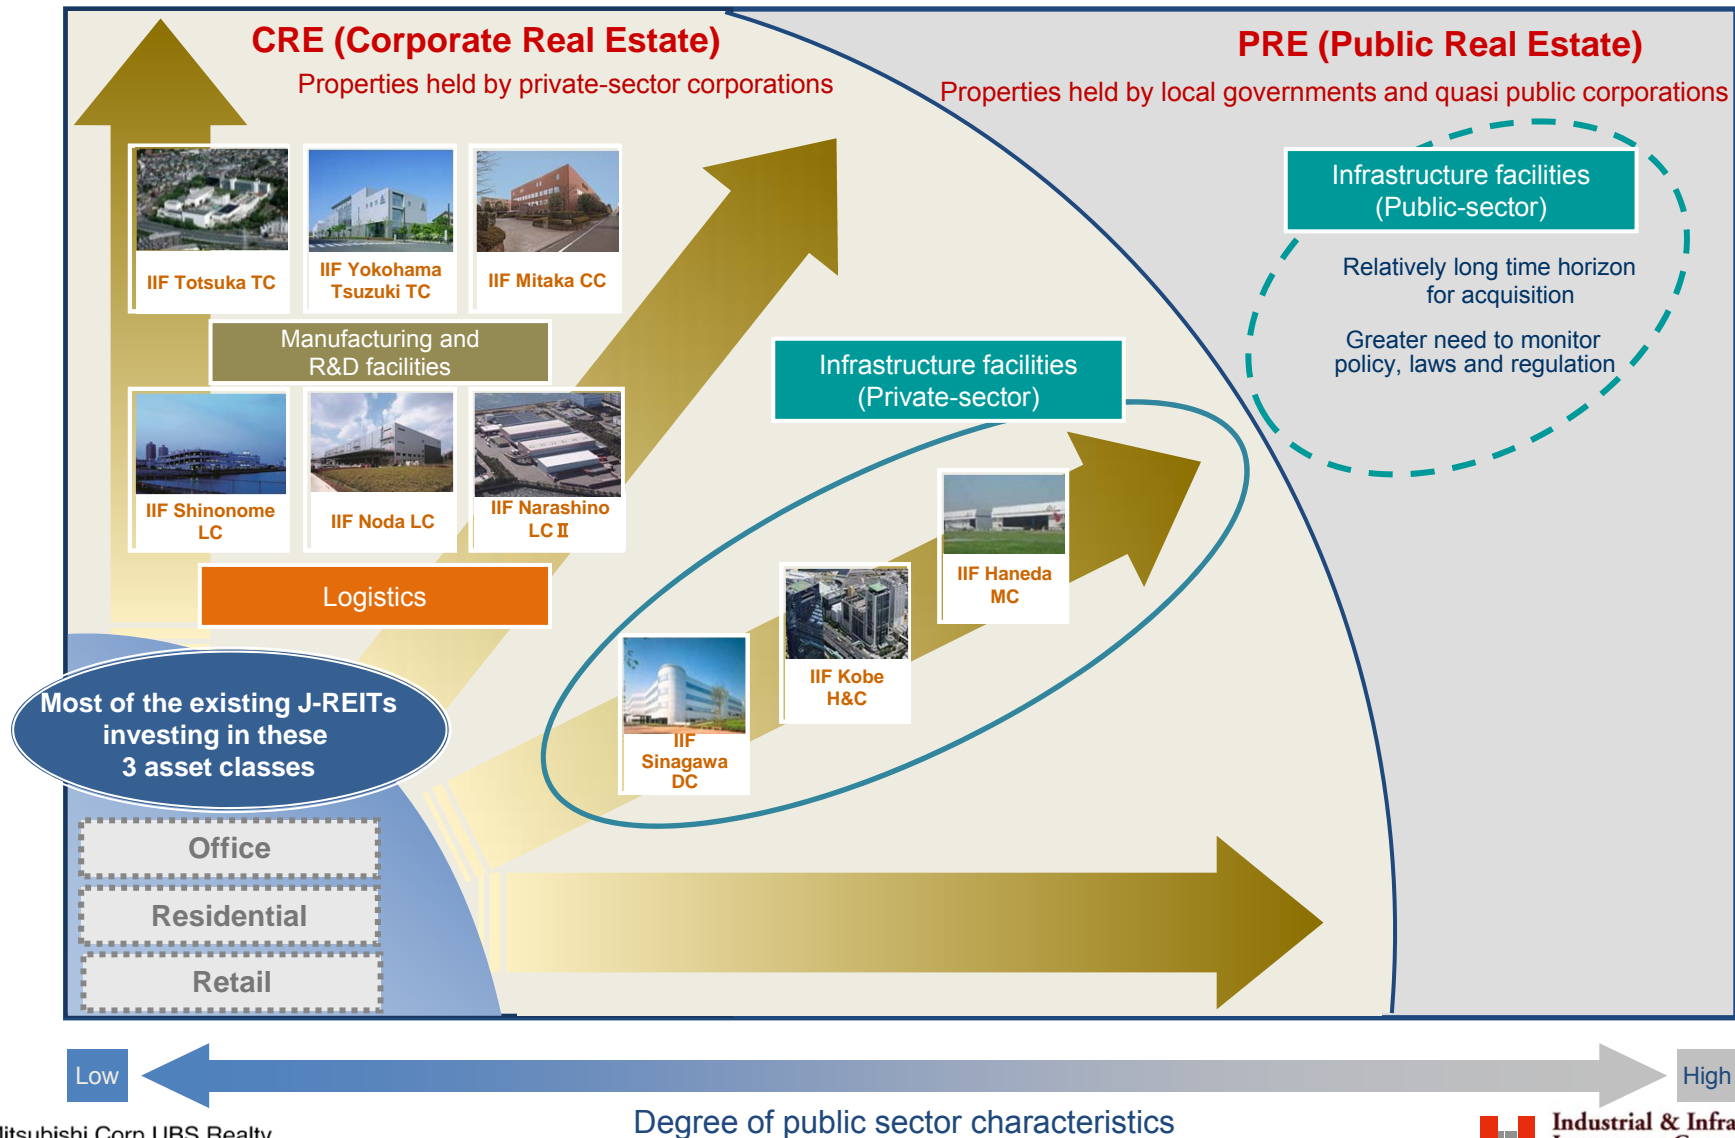 CRE (Corporate Real Estate)
Properties held by private-sector corporations
PRE (Public Real Estate)
Properties held by local governments and quasi public corporations
Infrastructure facilities
(Public-sector)
Relatively long time horizon
for acquisition
Greater need to monitor
policy, laws and regulation
IIF Totsuka TC
IIF Yokohama
Tsuzuki TC
IIF Mitaka CC
Manufacturing and
R&D facilities
Infrastructure facilities
(Private-sector)
IIF Shinonome
LC
IIF Noda LC
IIF Narashino
LC II
Logistics
IIF Haneda
MC
IIF Kobe
H&C
IIF
Sinagawa
DC
Most of the existing J-REITs
investing in these
3 asset classes
Office
Residential
Retail
Low
High
Degree of public sector characteristics
Mitsubishi Corp.UBS Realty
Industrial & Infra